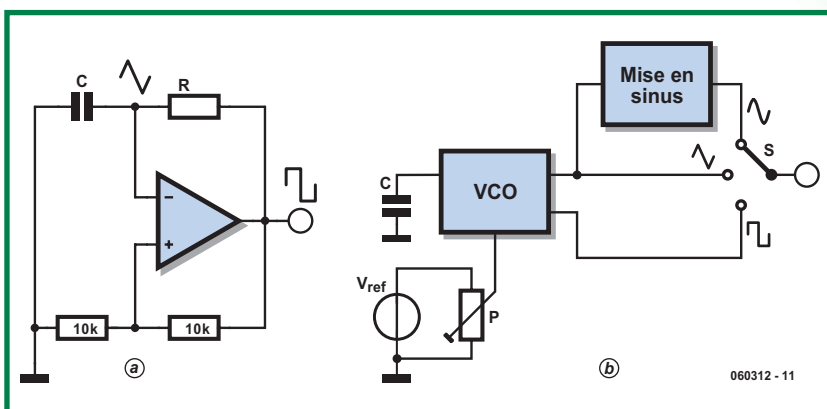 C
R
−
+
10k
10k
a
Mise en
sinus
S
C
VCO
Vref
P
b
060312 - 11